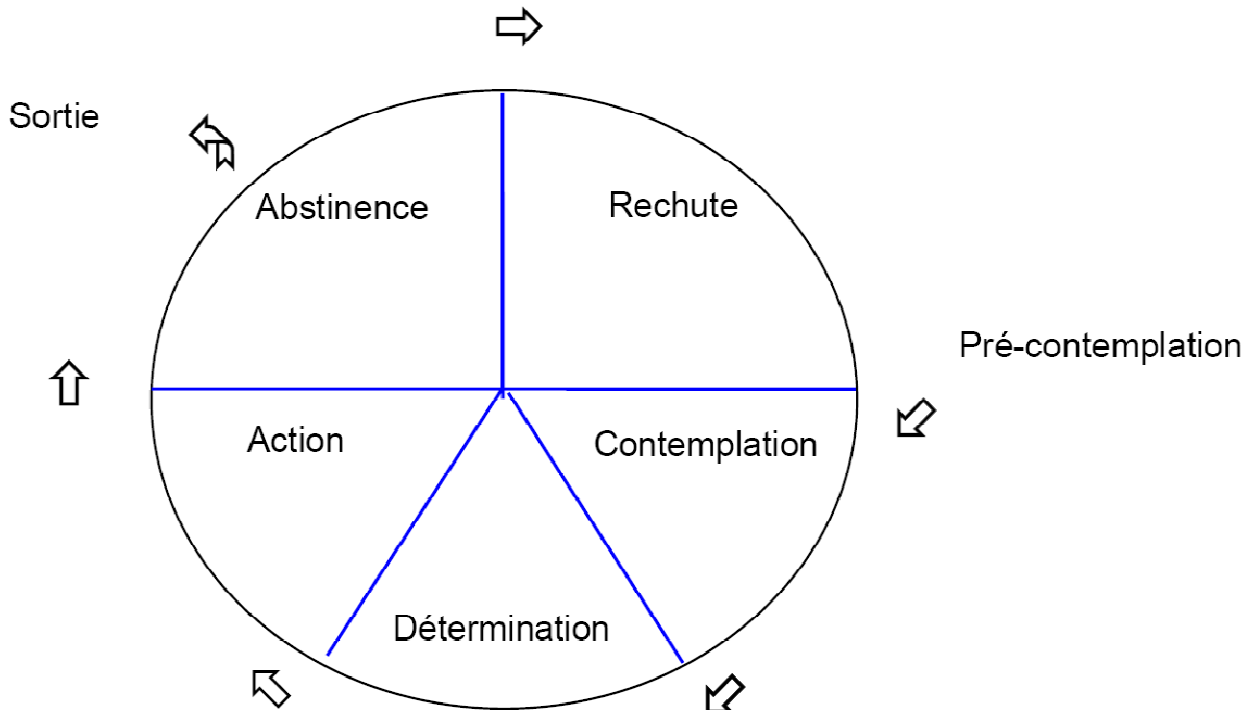 Sortie
Abstinence
Rechute
Pré-contemplation
Action
Contemplation
Détermination